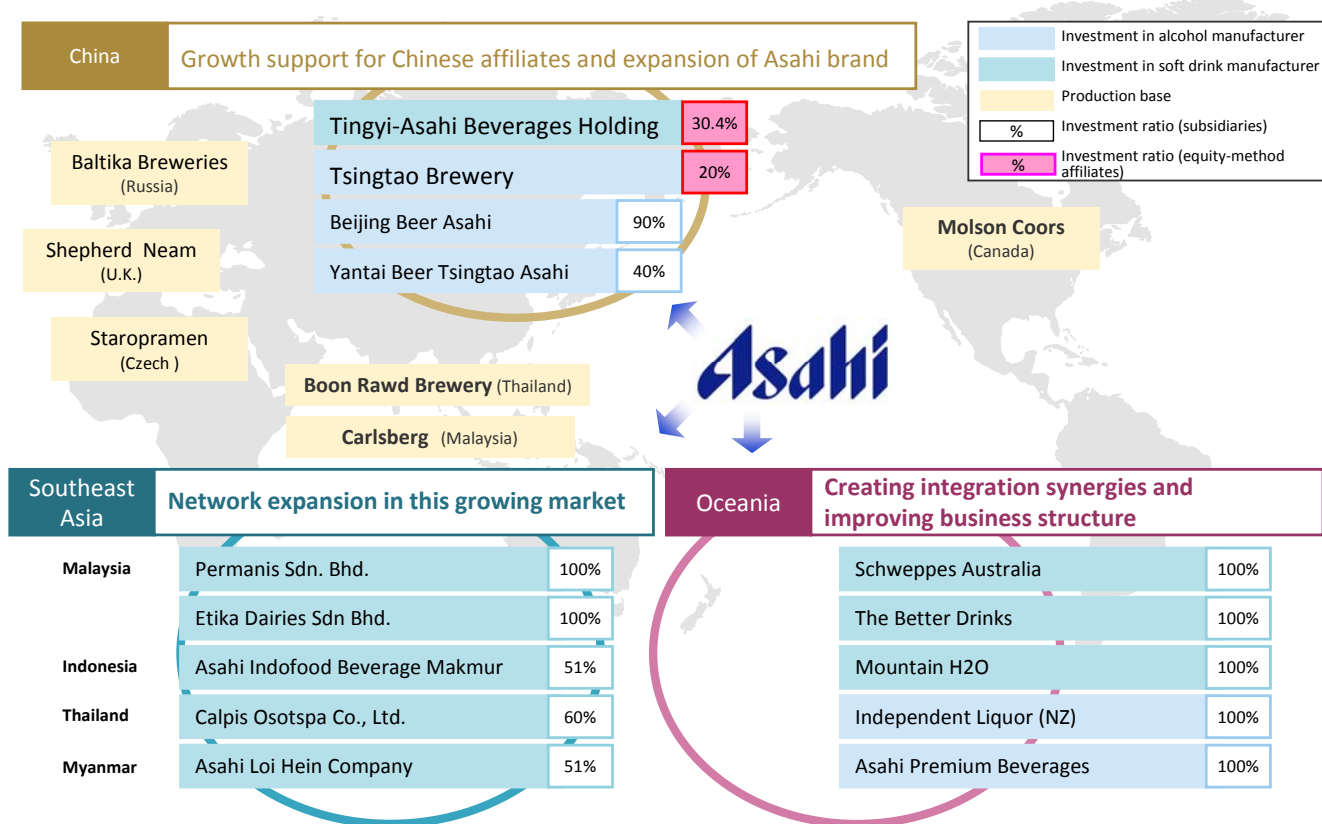 China
Growth support for Chinese affiliates and expansion of Asahi brand
Investment in alcohol manufacturer
Investment in soft drink manufacturer
Production base
% Investment ratio (subsidiaries)
% Investment ratio (equity-method
affiliates)
Tingyi-Asahi Beverages Holding 30.4%
Tsingtao Brewery 20%
Beijing Beer Asahi 90%
Yantai Beer Tsingtao Asahi 40%
Baltika Breweries
(Russia)
Shepherd Neam
(U.K.)
Staropramen
(Czech )
Molson Coors
(Canada)
Asahi
Boon Rawd Brewery (Thailand)
Carlsberg (Malaysia)
Southeast
Asia
Network expansion in this growing market
Malaysia Permanis Sdn. Bhd. 100%
Etika Dairies Sdn Bhd. 100%
Indonesia Asahi Indofood Beverage Makmur 51%
Thailand Calpis Osotspa Co., Ltd. 60%
Myanmar Asahi Loi Hein Company 51%
Oceania
Creating integration synergies and
improving business structure
Schweppes Australia 100%
The Better Drinks 100%
Mountain H2O 100%
Independent Liquor (NZ) 100%
Asahi Premium Beverages 100%